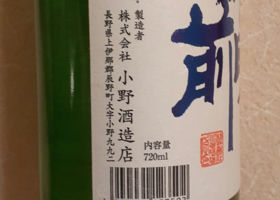 前
製造者
株式会社 小野酒造店
長野県上伊那郡辰野町大字小野九九二
内容量
720ml